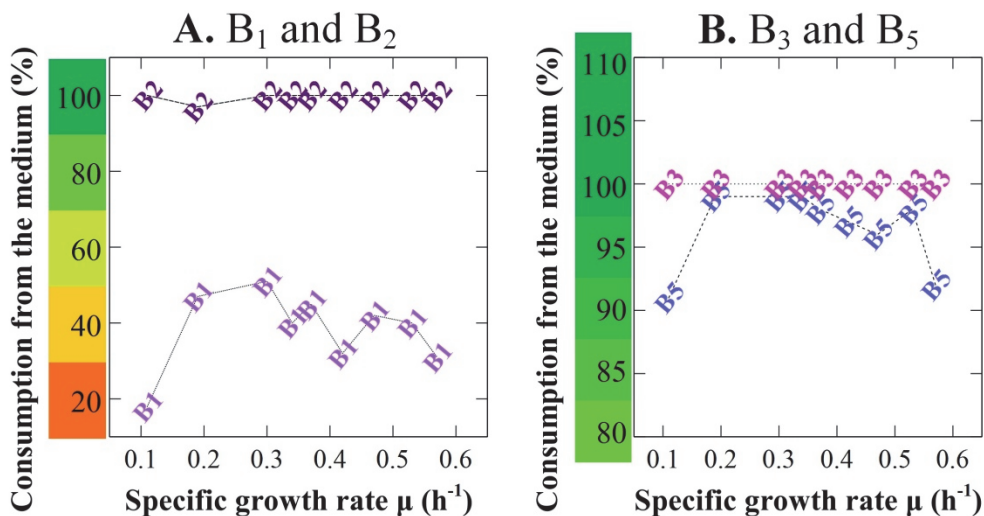 A. B1 and B2
Consumption from the medium (%)
100
80
60
40
20
B2 B2 B2 B2 B2 B2 B2 B2 B2
B1 B1 B1 B1 B1 B1 B1 B1 B1
0.1 0.2 0.3 0.4 0.5 0.6
Specific growth rate μ (h-1)
B. B3 and B5
Consumption from the medium (%)
110
105
100
95
90
85
80
B3 B3 B3 B3 B3 B3 B3 B3 B3
B5 B5 B5 B5 B5 B5 B5 B5 B5
0.1 0.2 0.3 0.4 0.5 0.6
Specific growth rate μ (h-1)